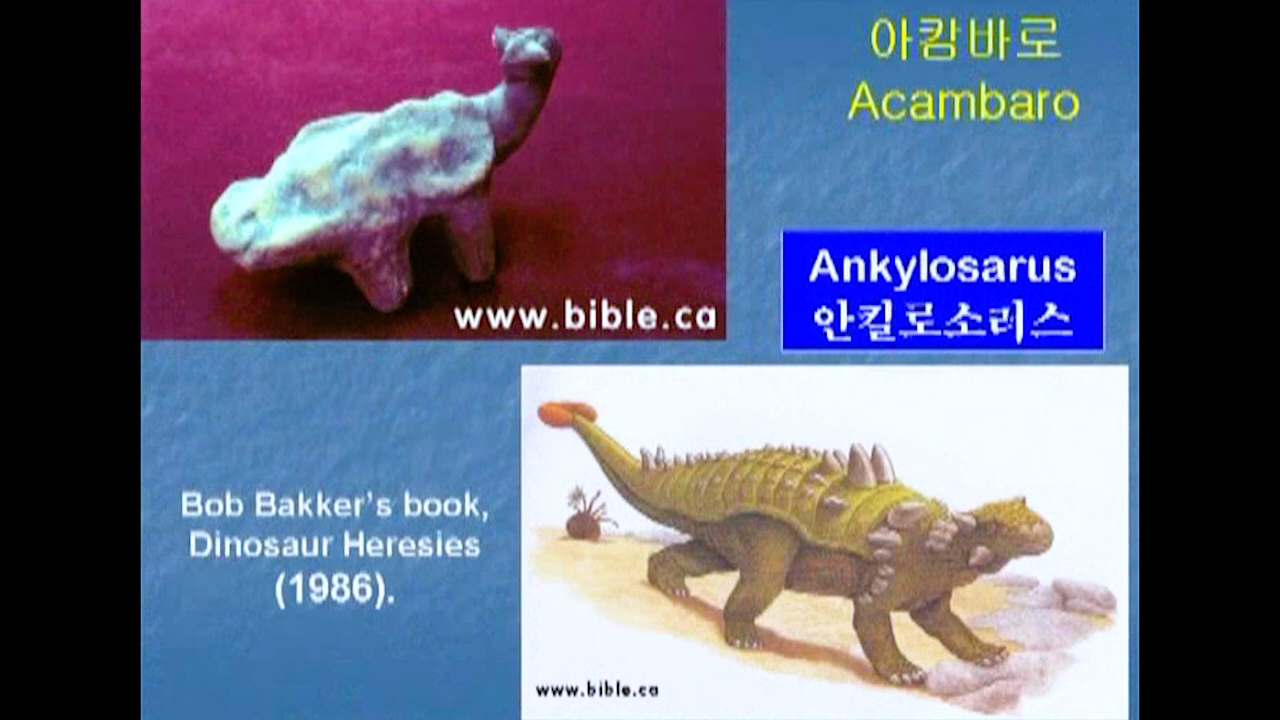 아캄바로
Acambaro
www.bible.ca
Ankylosarus
안킬로소러스
Bob Bakker's book,
Dinosaur Heresies
(1986).
www.bible.ca